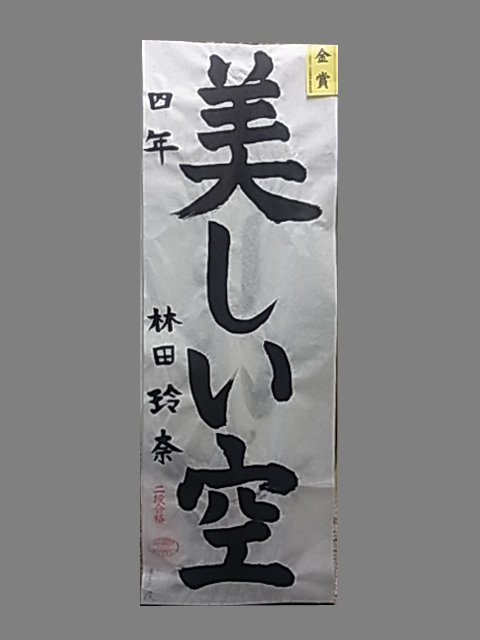 金賞
美しい空
四年
林田玲奈
二段合格